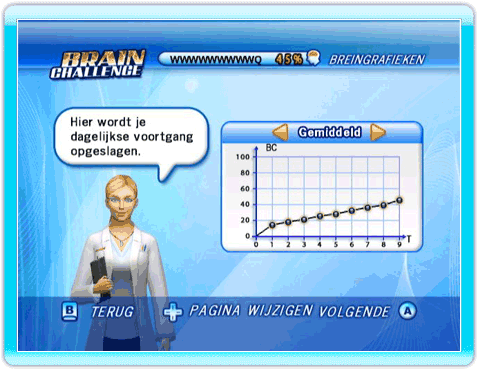 BRAIN
CHALLENGE
WWWWWWWWWQ 45% BREINGRAFIEKEN
Hier wordt je
dagelijkse voortgang
opgeslagen.
Gemiddeld
BC
100
80
60
40
20
0
0 1 2 3 4 5 6 7 8 9 T
B TERUG PAGINA WIJZIGEN VOLGENDE A